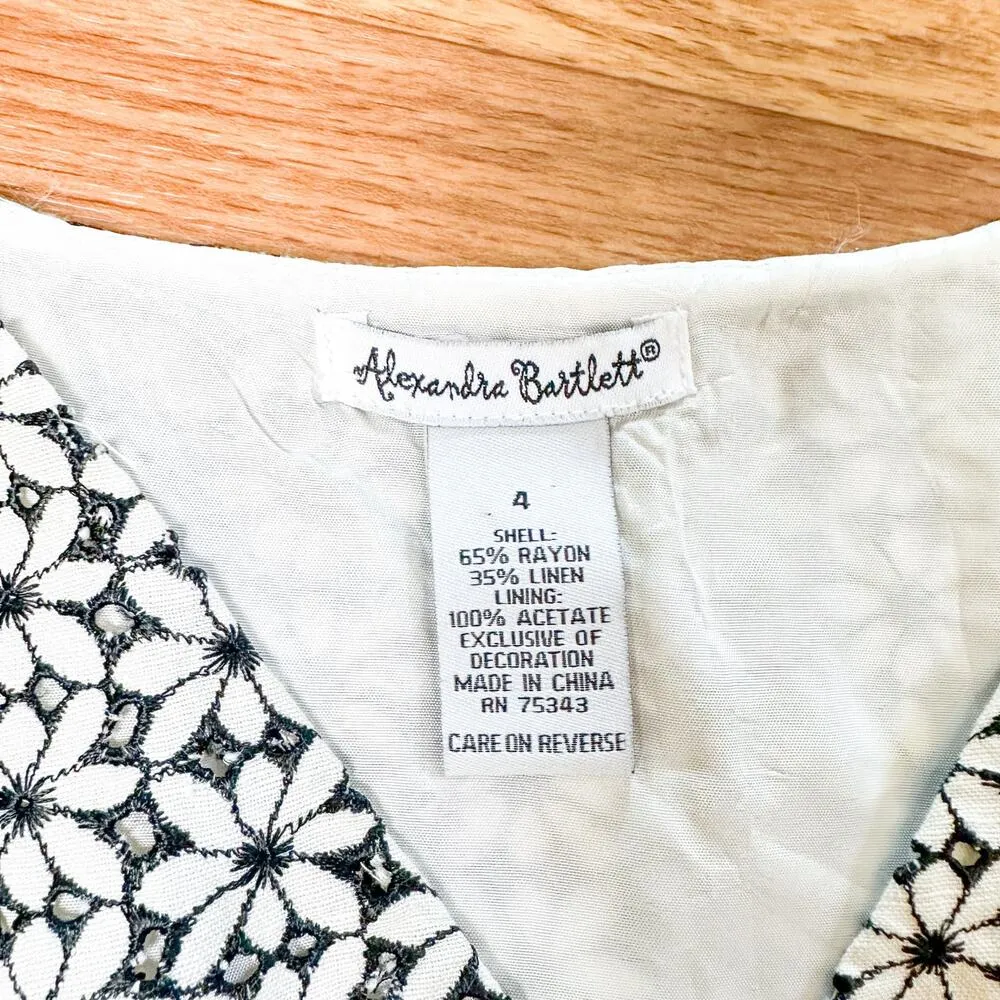 Alexandra Bartlett®
4
SHELL:
65% RAYON
35% LINEN
LINING:
100% ACETATE
EXCLUSIVE OF
DECORATION
MADE IN CHINA
RN 75343
CARE ON REVERSE